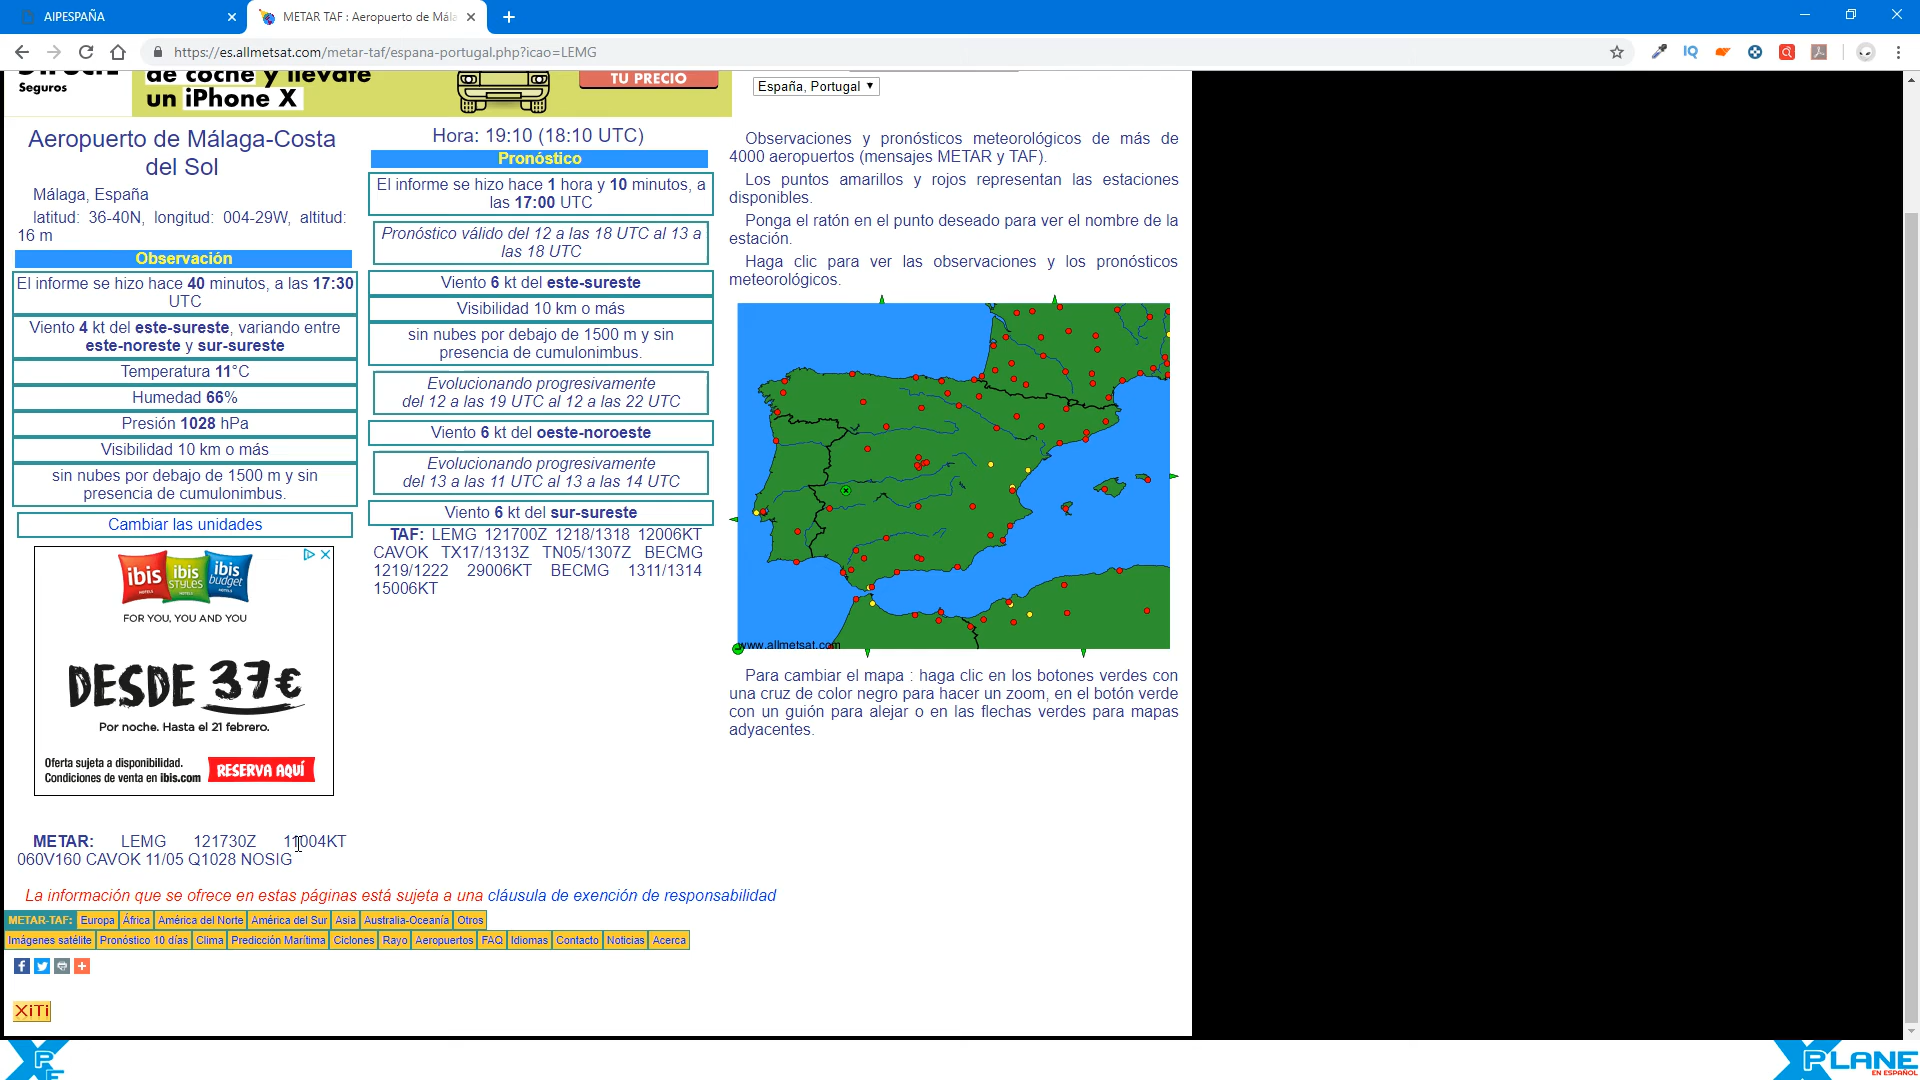 AIPESPAÑA
METAR TAF : Aeropuerto de Mála
https://es.allmetsat.com/metar-taf/espana-portugal.php?icao=LEMG
Seguros
de coche y llévate
un iPhone X
TU PRECIO
España, Portugal
Aeropuerto de Málaga-Costa
del Sol
Málaga, España
latitud: 36-40N, longitud: 004-29W, altitud:
16 m
Observación
El informe se hizo hace 40 minutos, a las 17:30
UTC
Viento 4 kt del este-sureste, variando entre
este-noreste y sur-sureste
Temperatura 11°C
Humedad 66%
Presión 1028 hPa
Visibilidad 10 km o más
sin nubes por debajo de 1500 m y sin
presencia de cumulonimbus.
Cambiar las unidades
ibis
HOTELS
ibis
STYLES
HOTELS
ibis
budget
HOTELS
FOR YOU, YOU AND YOU
DESDE 37€
Por noche. Hasta el 21 febrero.
Oferta sujeta a disponibilidad.
Condiciones de venta en ibis.com
RESERVA AQUÍ
METAR: LEMG 121730Z 11004KT
060V160 CAVOK 11/05 Q1028 NOSIG
Hora: 19:10 (18:10 UTC)
Pronóstico
El informe se hizo hace 1 hora y 10 minutos, a
las 17:00 UTC
Pronóstico válido del 12 a las 18 UTC al 13 a
las 18 UTC
Viento 6 kt del este-sureste
Visibilidad 10 km o más
sin nubes por debajo de 1500 m y sin
presencia de cumulonimbus.
Evolucionando progresivamente
del 12 a las 19 UTC al 12 a las 22 UTC
Viento 6 kt del oeste-noroeste
Evolucionando progresivamente
del 13 a las 11 UTC al 13 a las 14 UTC
Viento 6 kt del sur-sureste
TAF: LEMG 121700Z 1218/1318 12006KT
CAVOK TX17/1313Z TN05/1307Z BECMG
1219/1222 29006KT BECMG 1311/1314
15006KT
Observaciones y pronósticos meteorológicos de más de
4000 aeropuertos (mensajes METAR y TAF).
Los puntos amarillos y rojos representan las estaciones
disponibles.
Ponga el ratón en el punto deseado para ver el nombre de la
estación.
Haga clic para ver las observaciones y los pronósticos
meteorológicos.
www.allmetsat.com
Para cambiar el mapa : haga clic en los botones verdes con
una cruz de color negro para hacer un zoom, en el botón verde
con un guión para alejar o en las flechas verdes para mapas
adyacentes.
La información que se ofrece en estas páginas está sujeta a una cláusula de exención de responsabilidad
METAR-TAF: Europa África América del Norte América del Sur Asia Australia-Oceanía Otros
Imágenes satélite Pronóstico 10 días Clima Predicción Marítima Ciclones Rayo Aeropuertos FAQ Idiomas Contacto Noticias Acerca
XiTi
XPE
X PLANE
EN ESPAÑOL